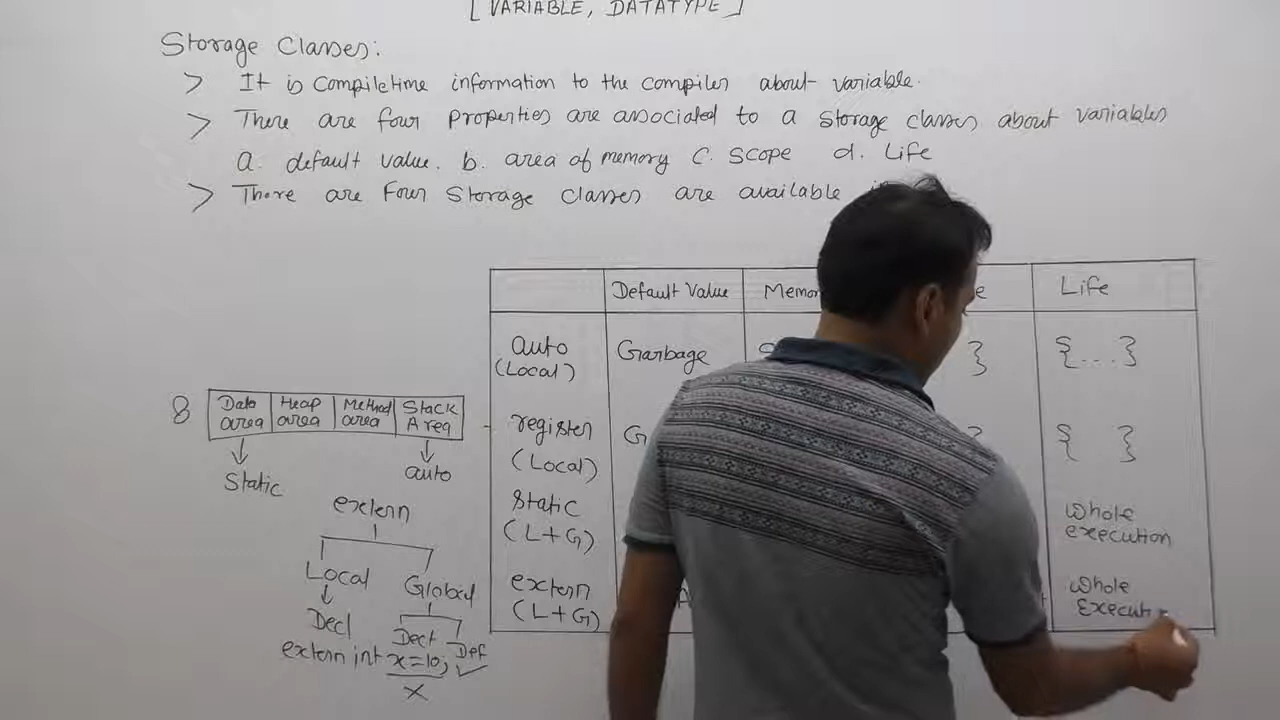 [ VARIABLE, DATATYPE ]
Storage Classes:
> It is Compiletime information to the compiler about variable.
> There are four properties are associated to a storage classes about variables
a. default value. b. area of memory c. scope d. Life
> There are Four Storage Classes are available
Default Value Memor e Life
auto Garbage } {...}
(Local)
register G } { }
(Local)
static Whole
(L+G) execution
extern Whole
(L+G) Execut
8 Data area Heap area Method area Stack Area
Static auto
extern
Local Global
Decl Decl Def
extern int x=10;
x